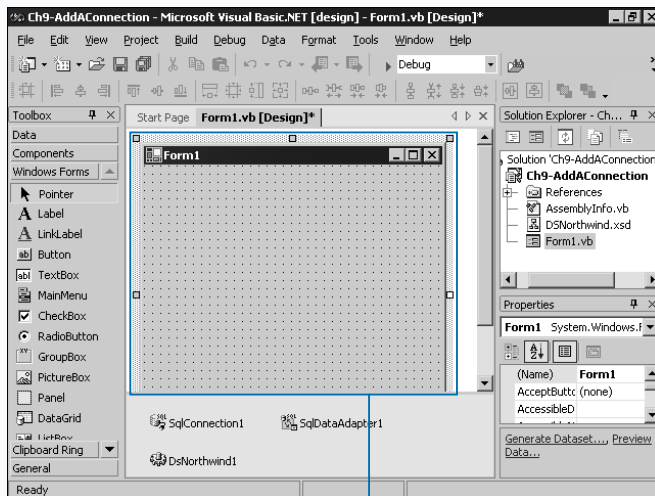 Ch9-AddAConnection - Microsoft Visual Basic.NET [design] - Form1.vb [Design]*
File Edit View Project Build Debug Data Format Tools Window Help
Debug
Toolbox
Data
Components
Windows Forms
Pointer
Label
LinkLabel
Button
TextBox
MainMenu
CheckBox
RadioButton
GroupBox
PictureBox
Panel
DataGrid
ListBox
Clipboard Ring
General
Start Page Form1.vb [Design]*
Form1
SqlConnection1 SqlDataAdapter1
DsNorthwind1
Solution Explorer - Ch...
Solution 'Ch9-AddAConnection
Ch9-AddAConnection
References
AssemblyInfo.vb
DSNorthwind.xsd
Form1.vb
Properties
Form1 System.Windows.F
(Name) Form1
AcceptButtc (none)
AccessibleD
Generate Dataset..., Preview
Data...
Ready